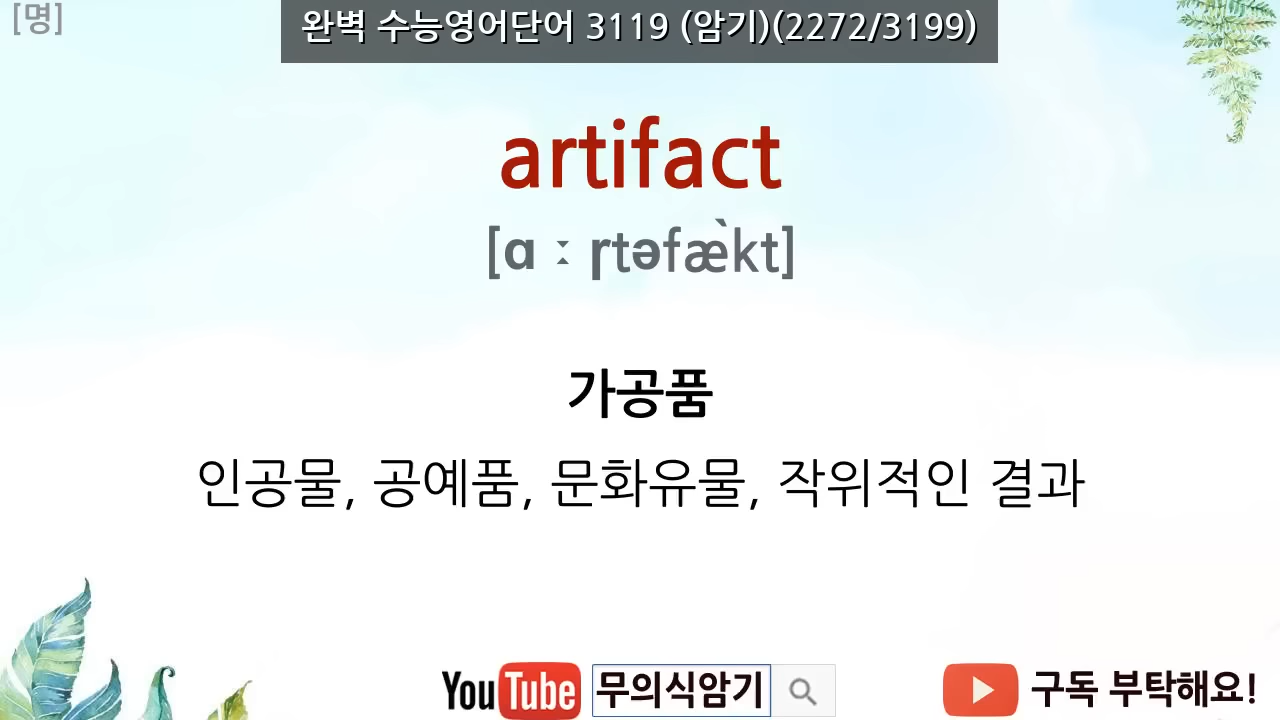 [명]
완벽 수능영어단어 3119 (암기)(2272/3199)
artifact
[ɑːɽtəfæ̀kt]
가공품
인공물, 공예품, 문화유물, 작위적인 결과
YouTube 무의식암기 구독 부탁해요!